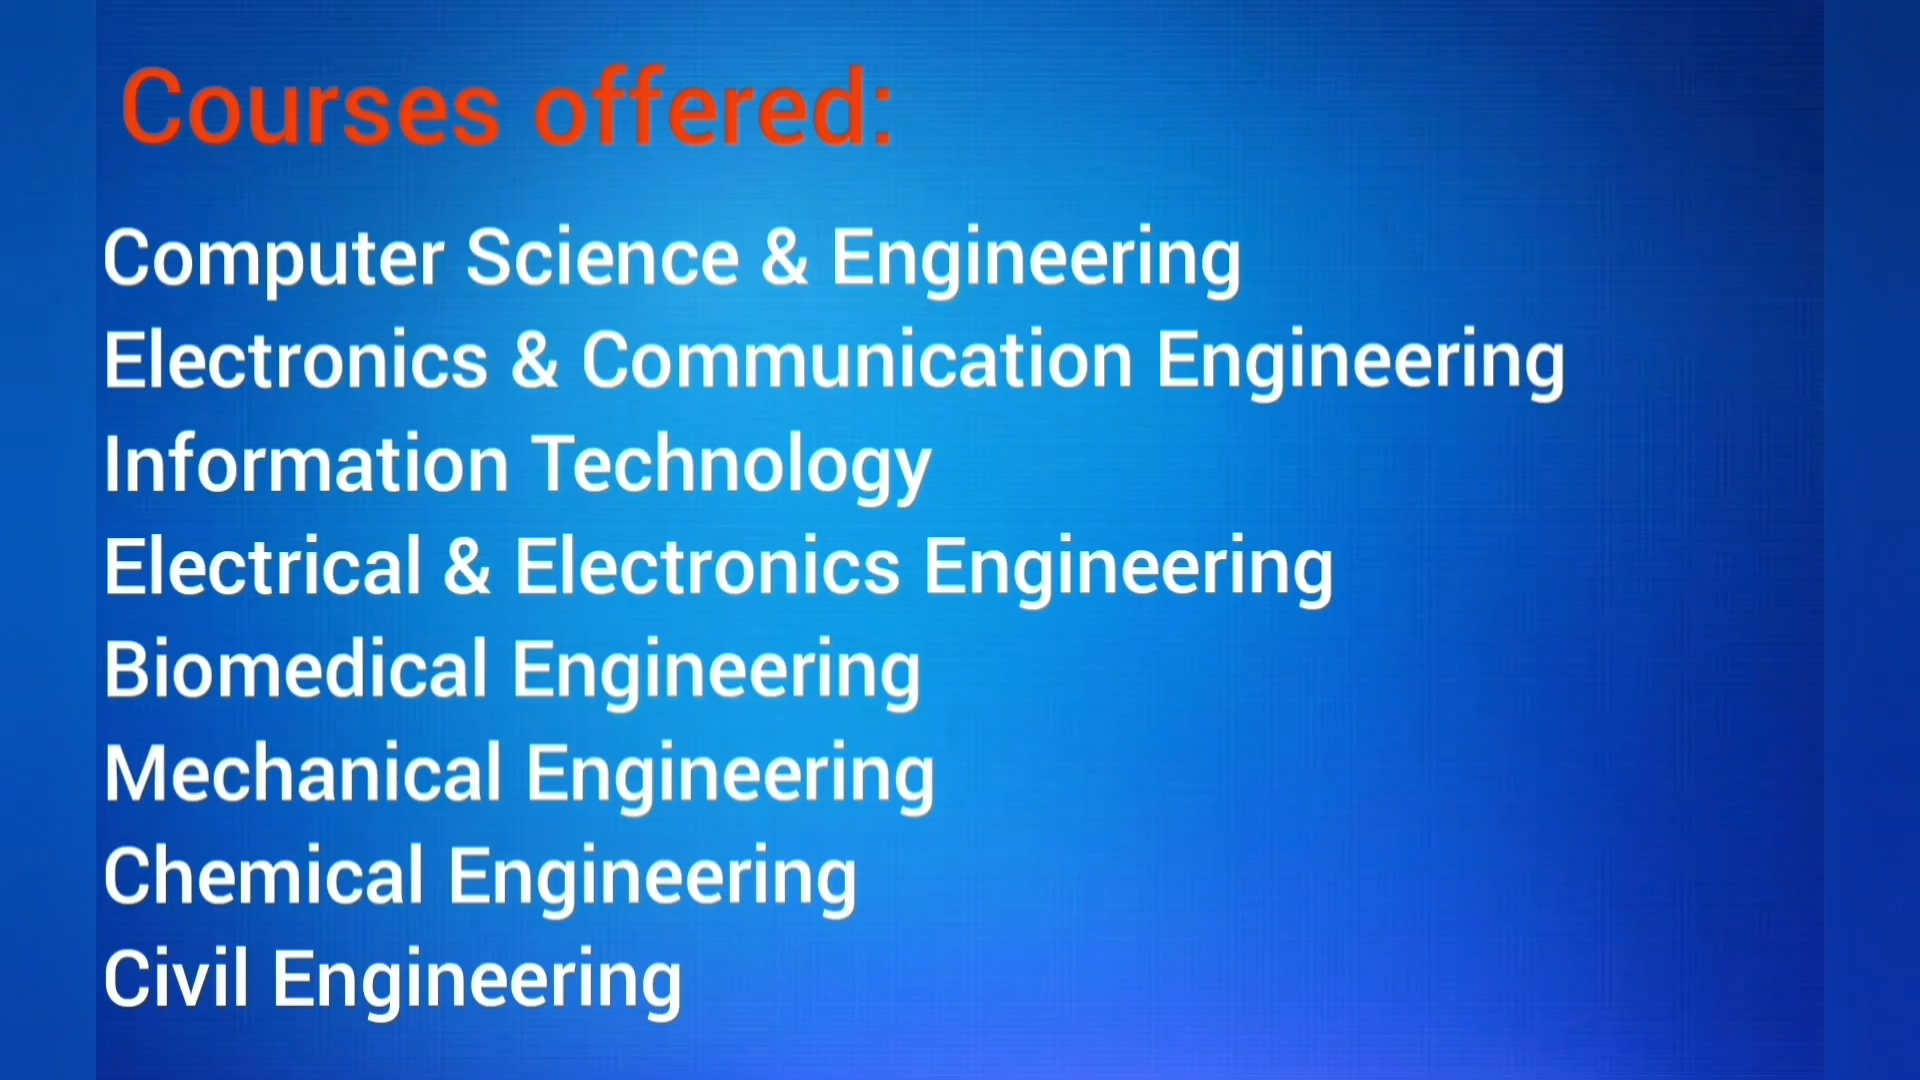 Courses offered:
Computer Science & Engineering
Electronics & Communication Engineering
Information Technology
Electrical & Electronics Engineering
Biomedical Engineering
Mechanical Engineering
Chemical Engineering
Civil Engineering